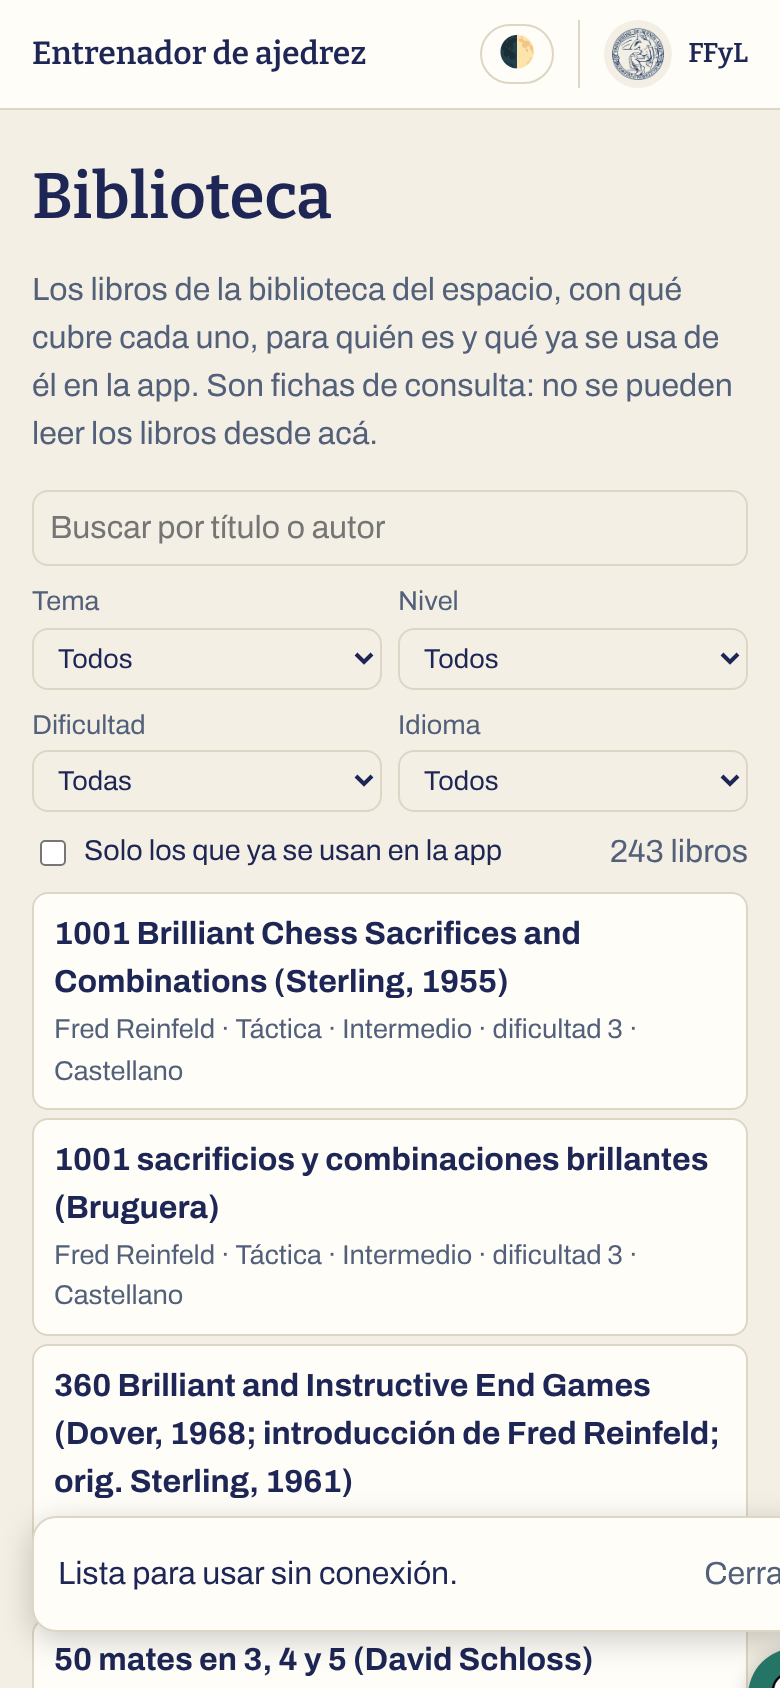 Entrenador de ajedrez
FFyL
Biblioteca
Los libros de la biblioteca del espacio, con qué
cubre cada uno, para quién es y qué ya se usa de
él en la app. Son fichas de consulta: no se pueden
leer los libros desde acá.
Buscar por título o autor
Tema
Nivel
Todos
Todos
Dificultad
Idioma
Todas
Todos
Solo los que ya se usan en la app
243 libros
1001 Brilliant Chess Sacrifices and
Combinations (Sterling, 1955)
Fred Reinfeld · Táctica · Intermedio · dificultad 3 ·
Castellano
1001 sacrificios y combinaciones brillantes
(Bruguera)
Fred Reinfeld · Táctica · Intermedio · dificultad 3 ·
Castellano
360 Brilliant and Instructive End Games
(Dover, 1968; introducción de Fred Reinfeld;
orig. Sterling, 1961)
Lista para usar sin conexión.
Cerra
50 mates en 3, 4 y 5 (David Schloss)